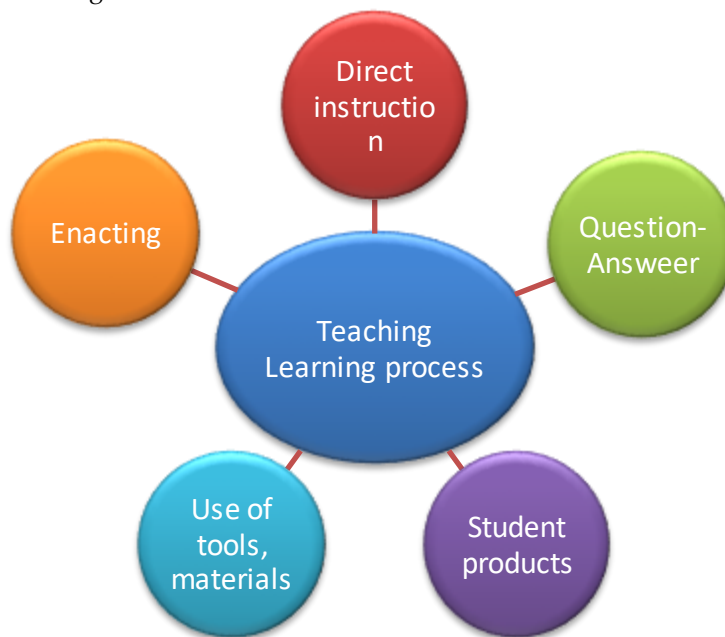 Direct
instructio
n
Enacting
Question-
Answeer
Teaching
Learning process
Use of
tools,
materials
Student
products